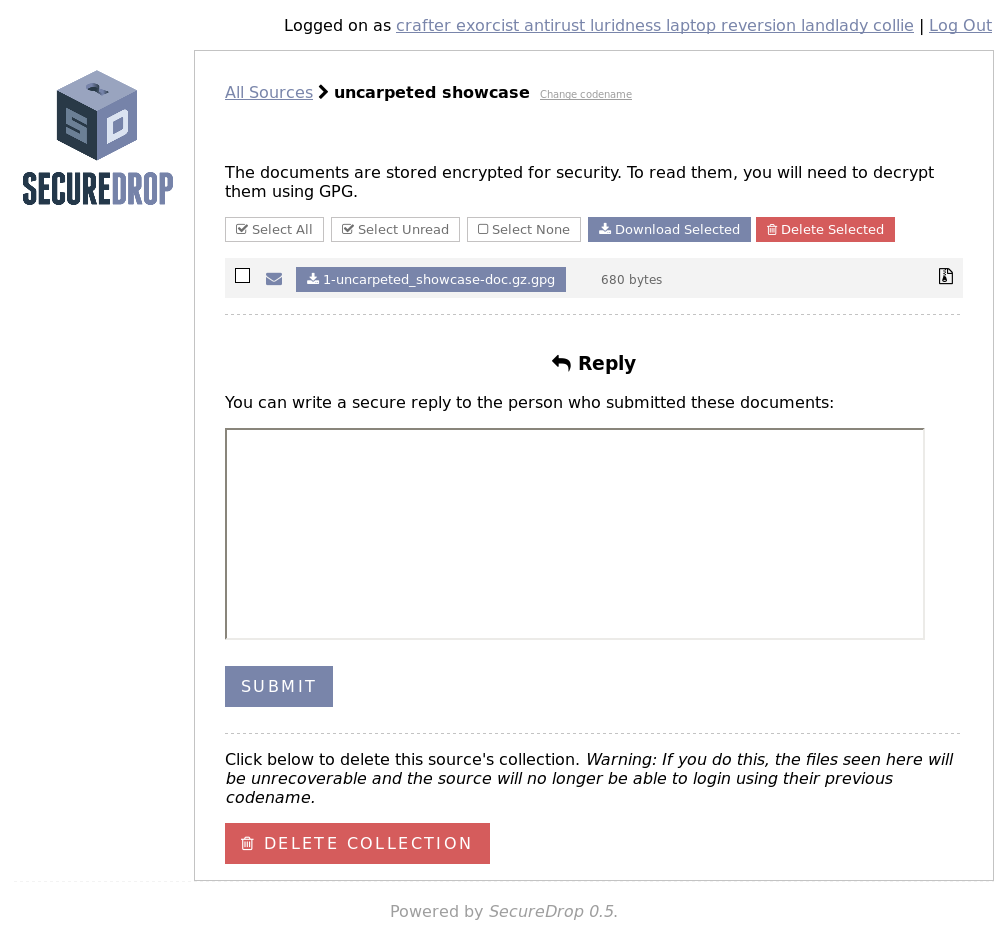 Logged on as crafter exorcist antirust luridness laptop reversion landlady collie | Log Out
SD
SECUREDROP
All Sources uncarpeted showcase Change codename
The documents are stored encrypted for security. To read them, you will need to decrypt
them using GPG.
Select All Select Unread Select None Download Selected Delete Selected
1-uncarpeted_showcase-doc.gz.gpg 680 bytes
Reply
You can write a secure reply to the person who submitted these documents:
SUBMIT
Click below to delete this source's collection. Warning: If you do this, the files seen here will
be unrecoverable and the source will no longer be able to login using their previous
codename.
DELETE COLLECTION
Powered by SecureDrop 0.5.